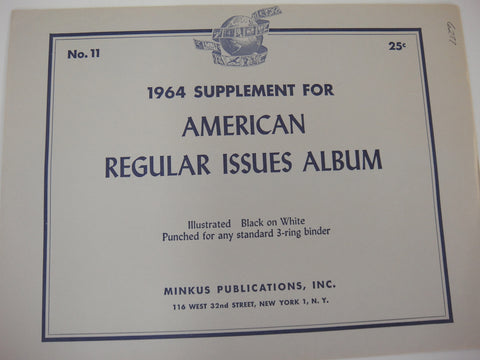 No. 11
25¢
1964 SUPPLEMENT FOR
AMERICAN
REGULAR ISSUES ALBUM
Illustrated Black on White
Punched for any standard 3-ring binder
MINKUS PUBLICATIONS, INC.
116 WEST 32nd STREET, NEW YORK 1, N. Y.